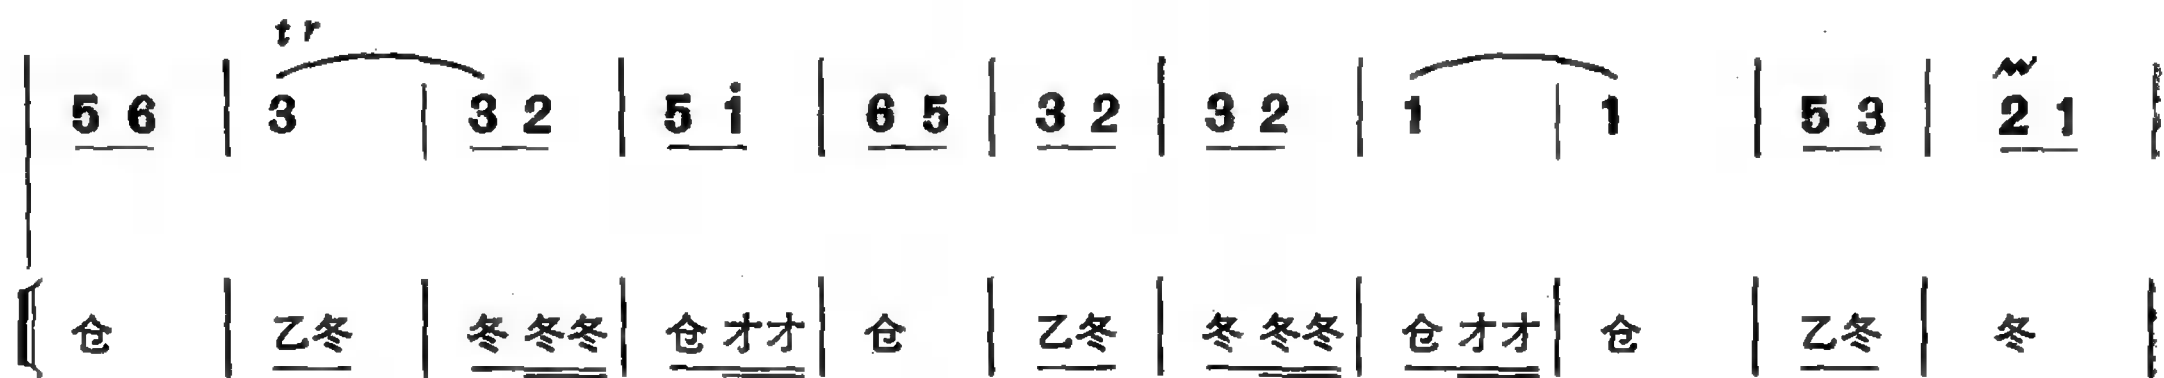 tr
| 5 6 | 3 | 3 2 | 5 i | 6 5 | 3 2 | 3 2 | 1 | 1 | 5 3 | 2 1 |
| 仓 | 乙冬 | 冬 冬冬 | 仓 才才 | 仓 | 乙冬 | 冬 冬冬 | 仓 才才 | 仓 | 乙冬 | 冬 |